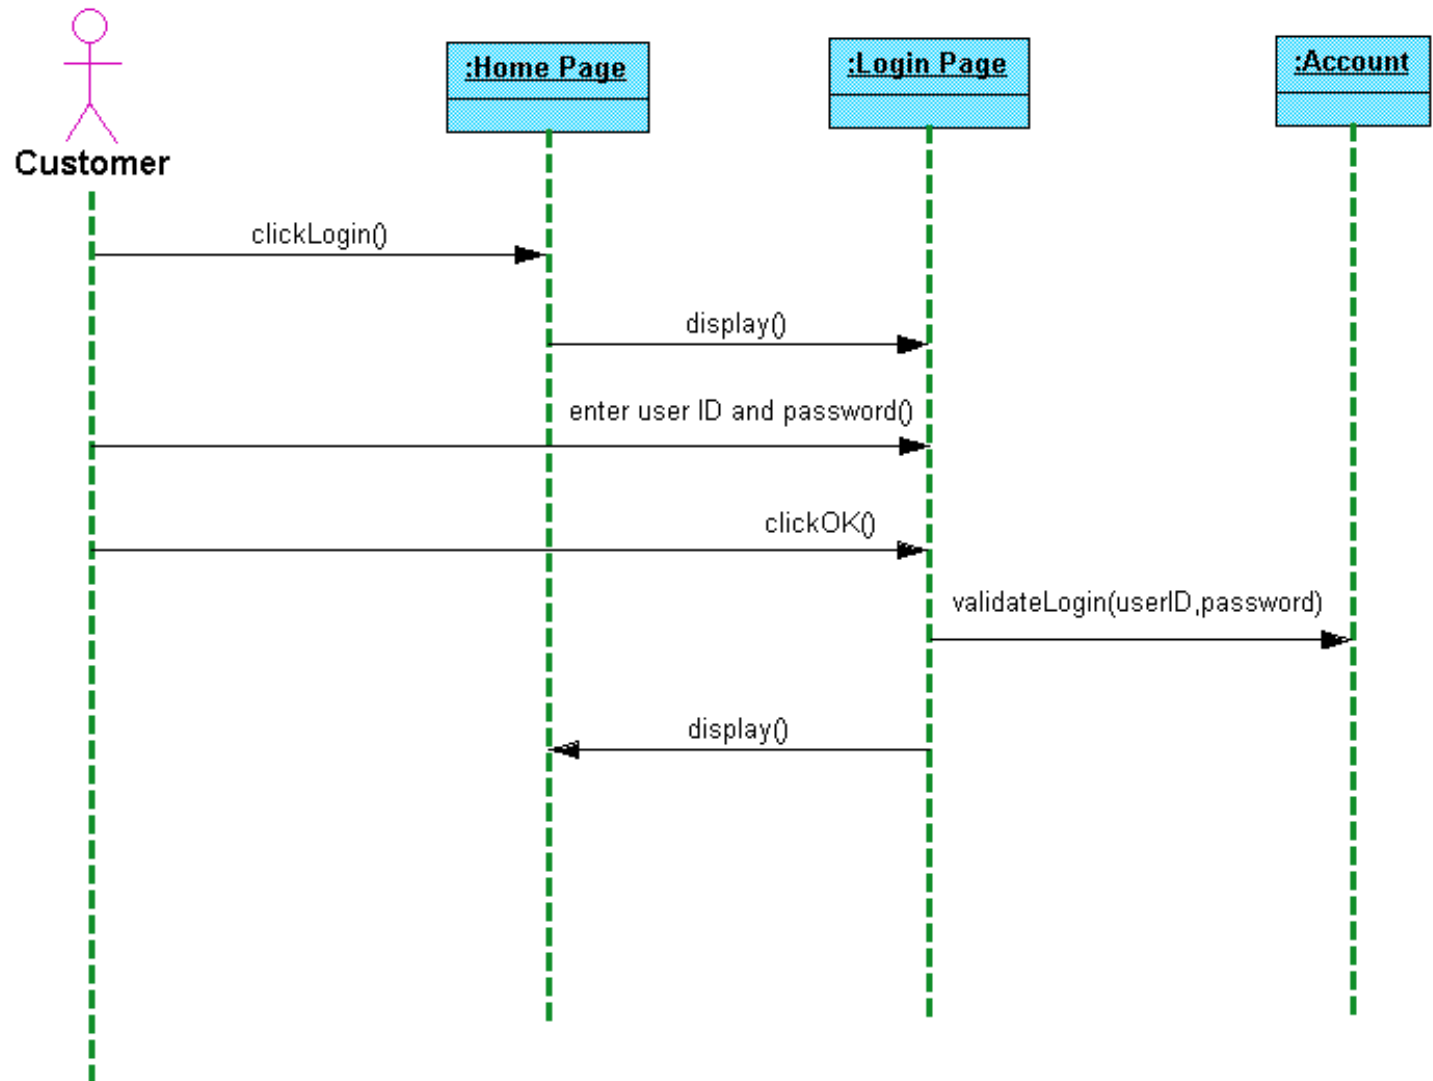 :Home Page
:Login Page
:Account
Customer
clickLogin()
display()
enter user ID and password()
clickOK()
validateLogin(userID,password)
display()